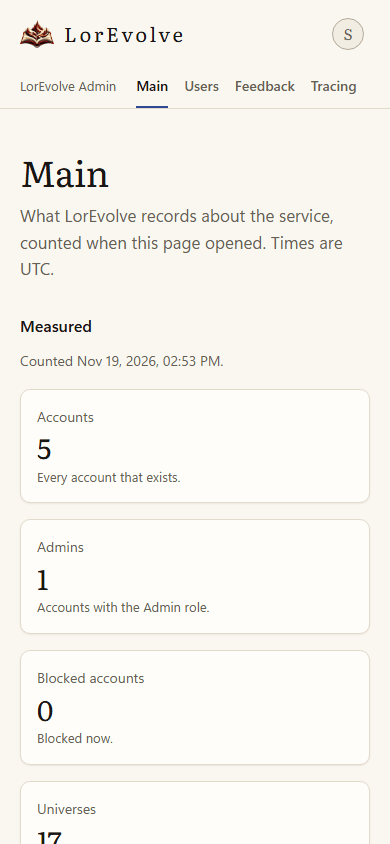 LorEvolve
S
LorEvolve Admin Main Users Feedback Tracing
Main
What LorEvolve records about the service,
counted when this page opened. Times are
UTC.
Measured
Counted Nov 19, 2026, 02:53 PM.
Accounts
5
Every account that exists.
Admins
1
Accounts with the Admin role.
Blocked accounts
0
Blocked now.
Universes
17